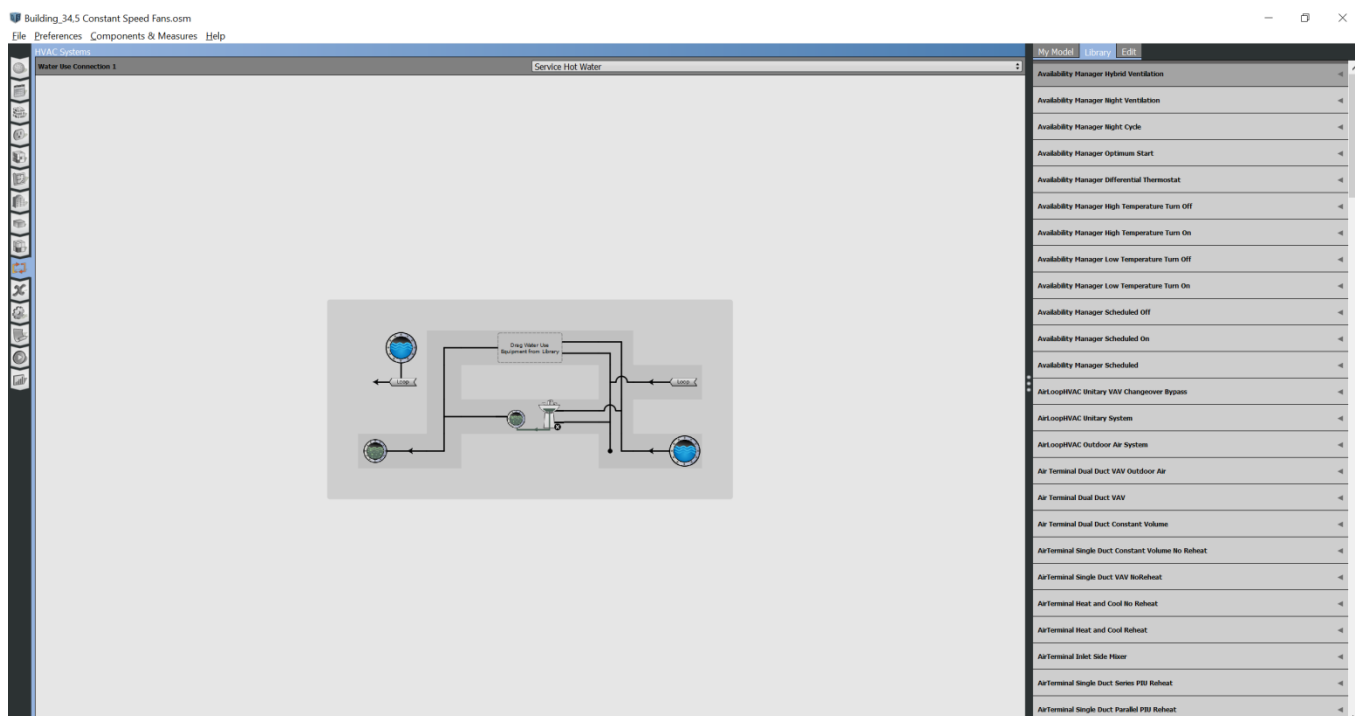 Building_34,5 Constant Speed Fans.osm
File Preferences Components & Measures Help
HVAC Systems
Water Use Connection 1
Service Hot Water
Drag Water Use
Equipment from Library
Loop
Loop
My Model Library Edit
Availability Manager Hybrid Ventilation
Availability Manager Night Ventilation
Availability Manager Night Cycle
Availability Manager Optimum Start
Availability Manager Differential Thermostat
Availability Manager High Temperature Turn Off
Availability Manager High Temperature Turn On
Availability Manager Low Temperature Turn Off
Availability Manager Low Temperature Turn On
Availability Manager Scheduled Off
Availability Manager Scheduled On
Availability Manager Scheduled
AirLoopHVAC Unitary VAV Changeover Bypass
AirLoopHVAC Unitary System
AirLoopHVAC Outdoor Air System
Air Terminal Dual Duct VAV Outdoor Air
Air Terminal Dual Duct VAV
Air Terminal Dual Duct Constant Volume
AirTerminal Single Duct Constant Volume No Reheat
AirTerminal Single Duct VAV NoReheat
AirTerminal Heat and Cool No Reheat
AirTerminal Heat and Cool Reheat
AirTerminal Inlet Side Mixer
AirTerminal Single Duct Series PIU Reheat
AirTerminal Single Duct Parallel PIU Reheat